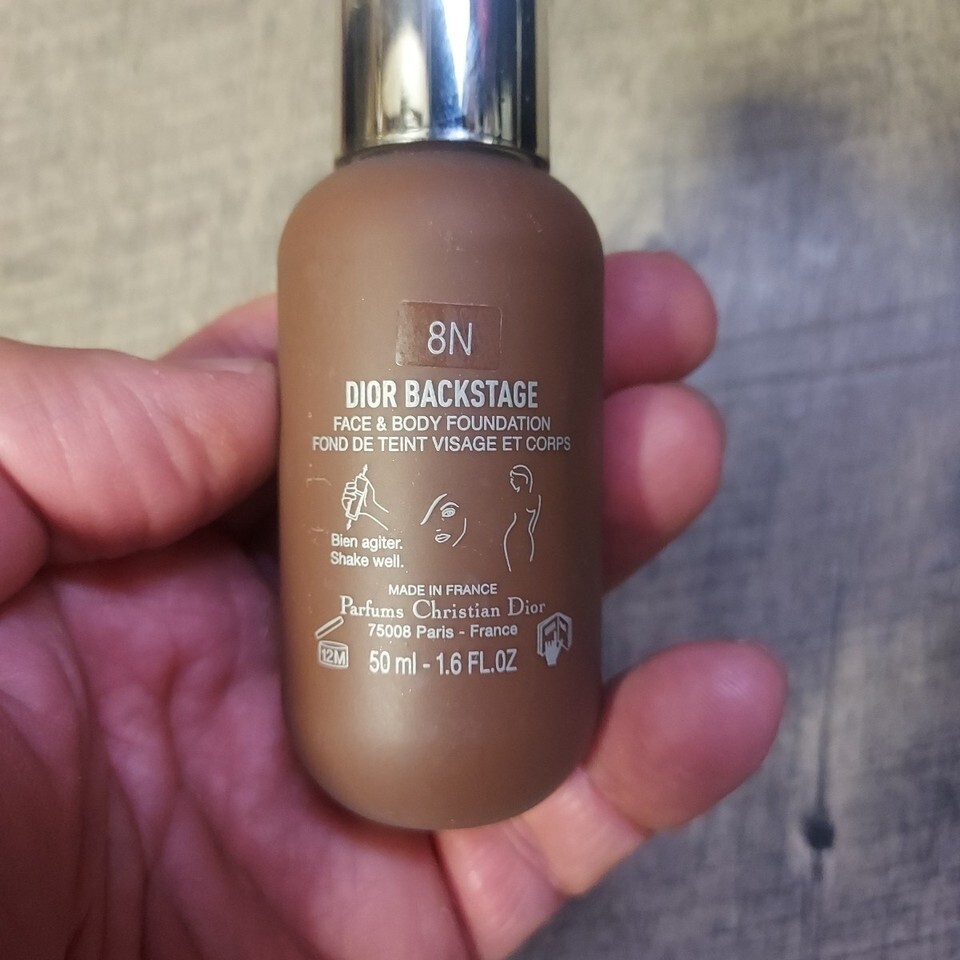 8N
DIOR BACKSTAGE
FACE & BODY FOUNDATION
FOND DE TEINT VISAGE ET CORPS
Bien agiter.
Shake well.
MADE IN FRANCE
Parfums Christian Dior
75008 Paris - France
12M
50 ml - 1.6 FL.OZ